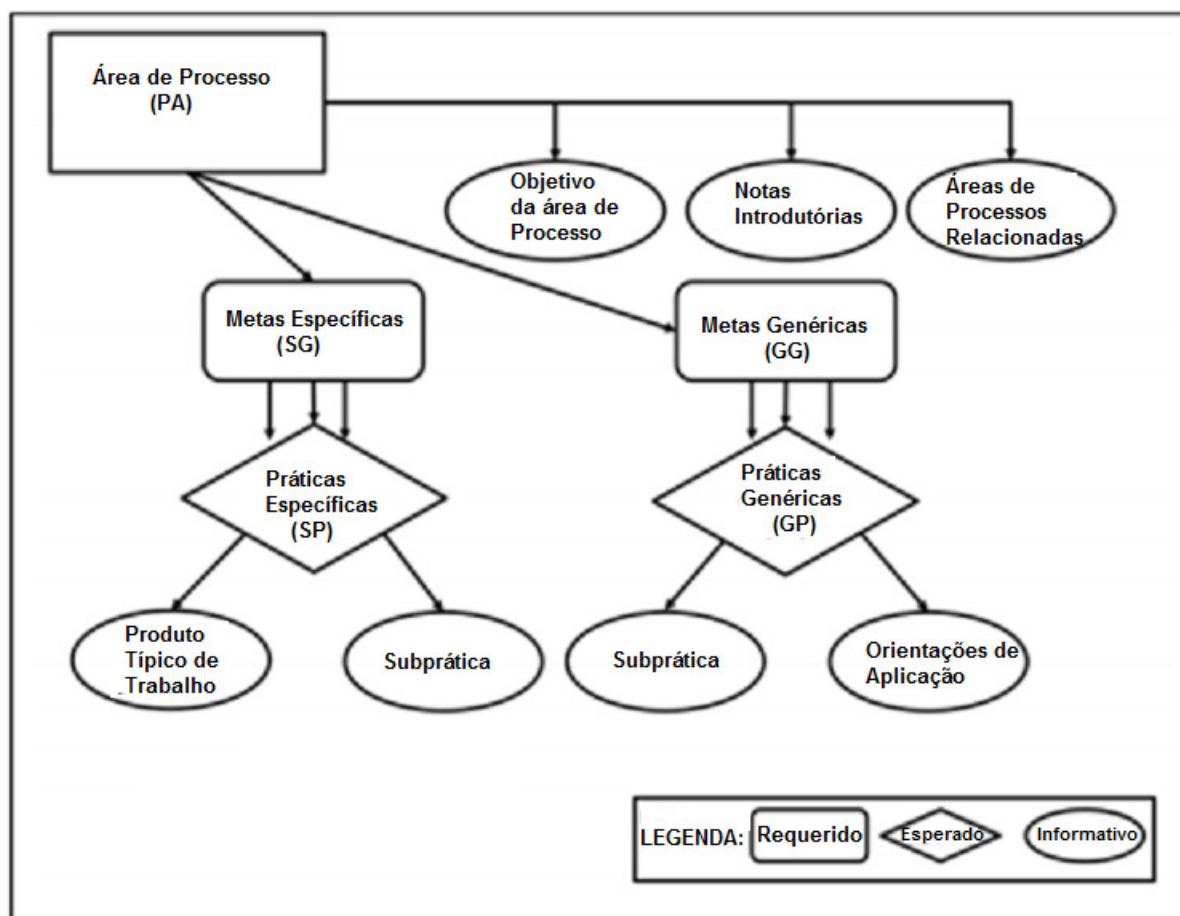 Área de Processo
(PA)
Objetivo
da área de
Processo
Notas
Introdutórias
Áreas de
Processos
Relacionadas
Metas Específicas
(SG)
Metas Genéricas
(GG)
Práticas
Específicas
(SP)
Práticas
Genéricas
(GP)
Produto
Típico de
Trabalho
Subprática
Subprática
Orientações de
Aplicação
LEGENDA: Requerido Esperado Informativo